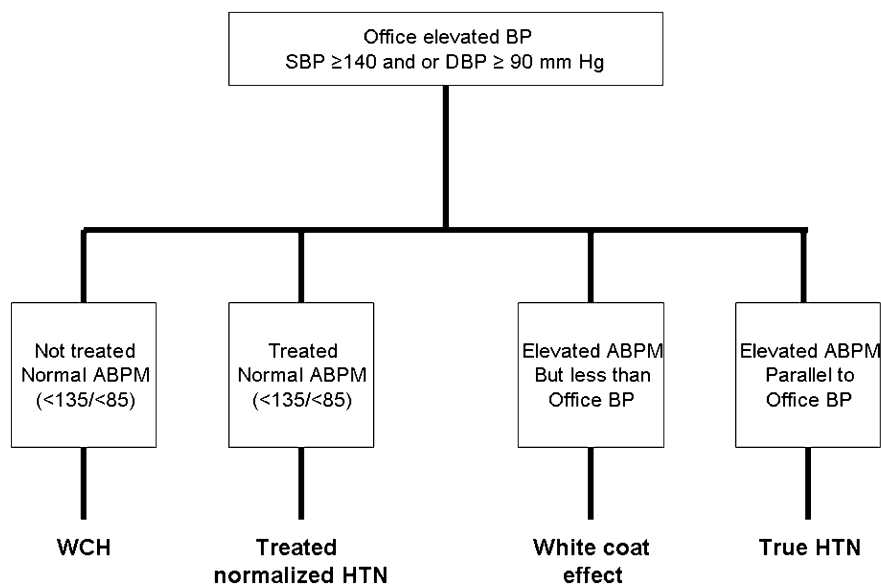 Office elevated BP
SBP ≥140 and or DBP ≥ 90 mm Hg
Not treated
Normal ABPM
(<135/<85)
Treated
Normal ABPM
(<135/<85)
Elevated ABPM
But less than
Office BP
Elevated ABPM
Parallel to
Office BP
WCH
Treated
normalized HTN
White coat
effect
True HTN